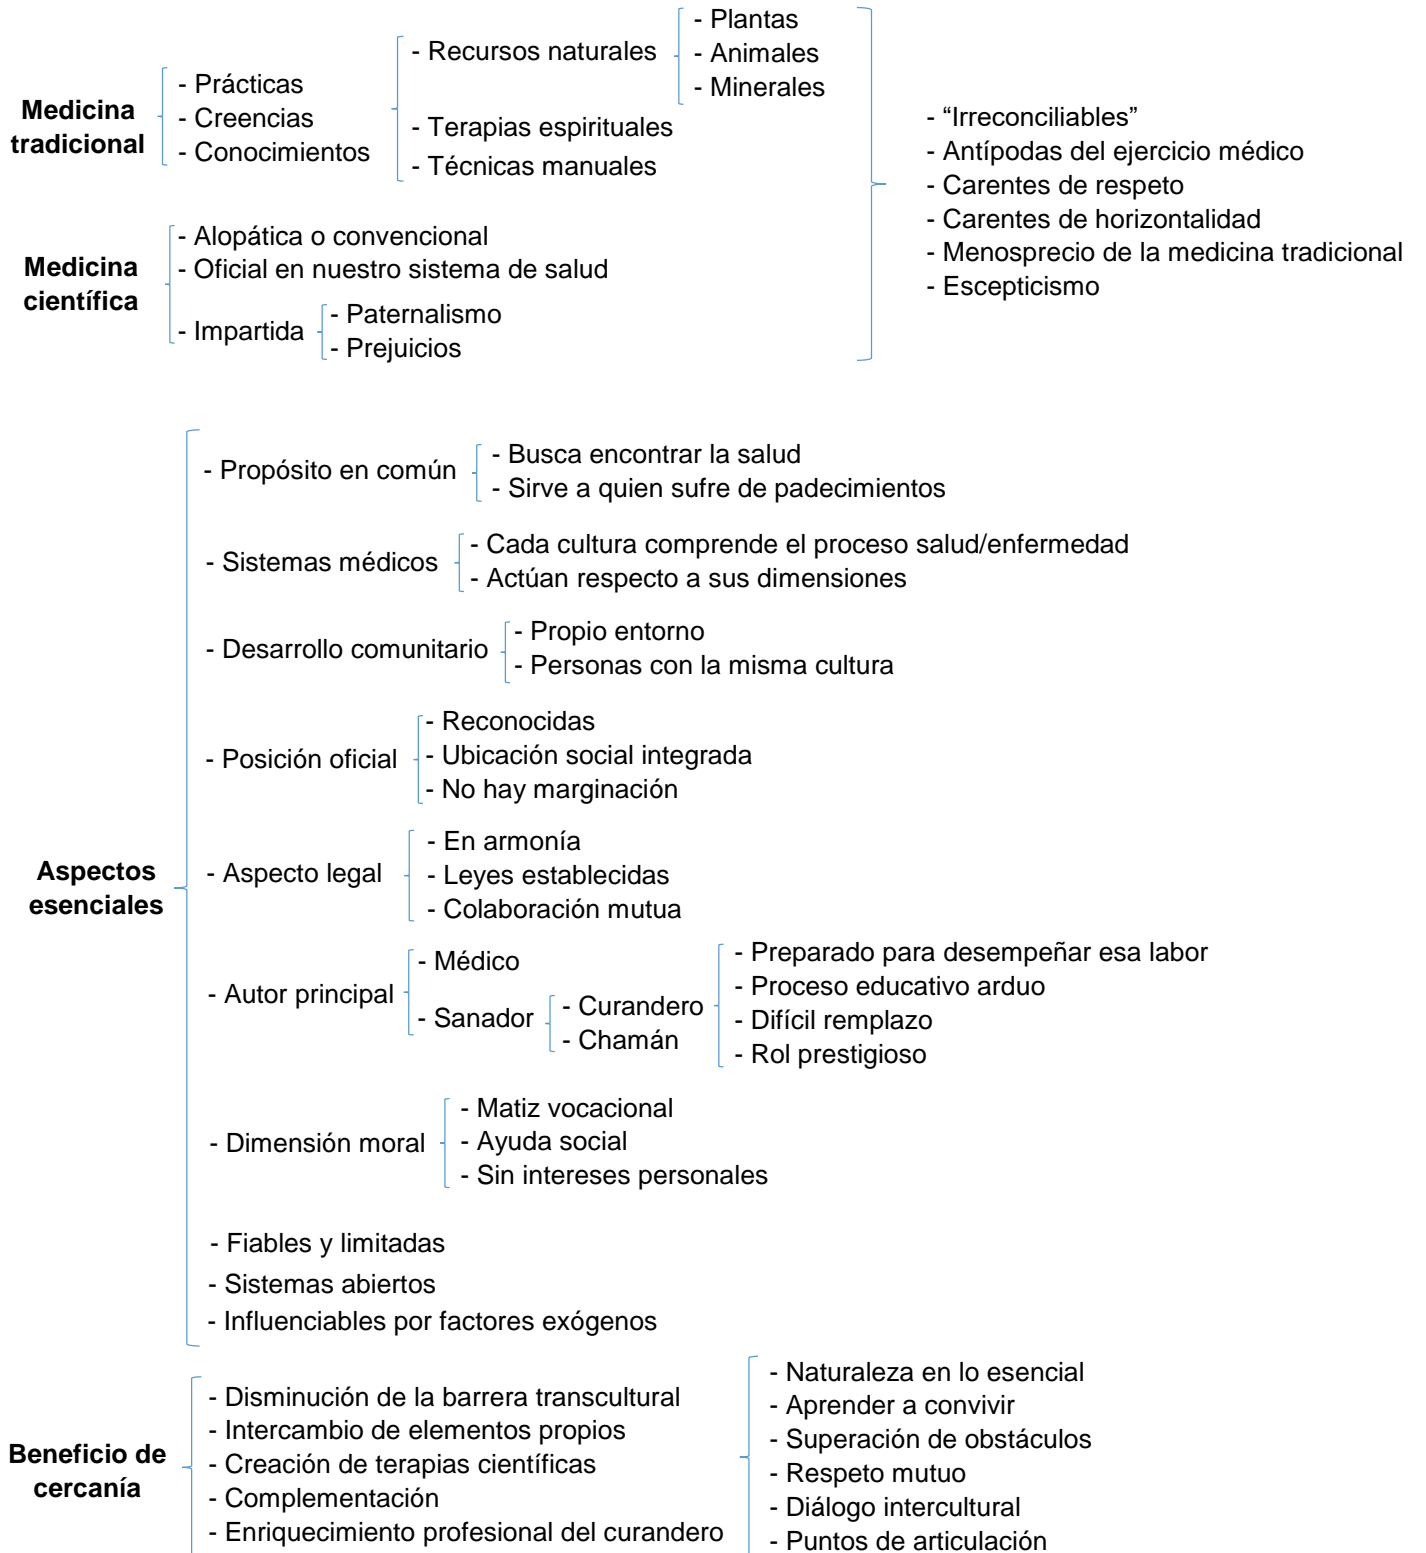 Medicina
tradicional
- Prácticas
- Creencias
- Conocimientos
- Recursos naturales
- Plantas
- Animales
- Minerales
- Terapias espirituales
- Técnicas manuales
Medicina
científica
- Alopática o convencional
- Oficial en nuestro sistema de salud
- Impartida
- Paternalismo
- Prejuicios
- “Irreconciliables”
- Antípodas del ejercicio médico
- Carentes de respeto
- Carentes de horizontalidad
- Menosprecio de la medicina tradicional
- Escepticismo
Aspectos
esenciales
- Propósito en común
- Busca encontrar la salud
- Sirve a quien sufre de padecimientos
- Sistemas médicos
- Cada cultura comprende el proceso salud/enfermedad
- Actúan respecto a sus dimensiones
- Desarrollo comunitario
- Propio entorno
- Personas con la misma cultura
- Posición oficial
- Reconocidas
- Ubicación social integrada
- No hay marginación
- Aspecto legal
- En armonía
- Leyes establecidas
- Colaboración mutua
- Autor principal
- Médico
- Sanador
- Curandero
- Chamán
- Preparado para desempeñar esa labor
- Proceso educativo arduo
- Difícil remplazo
- Rol prestigioso
- Dimensión moral
- Matiz vocacional
- Ayuda social
- Sin intereses personales
- Fiables y limitadas
- Sistemas abiertos
- Influenciables por factores exógenos
Beneficio de
cercanía
- Disminución de la barrera transcultural
- Intercambio de elementos propios
- Creación de terapias científicas
- Complementación
- Enriquecimiento profesional del curandero
- Naturaleza en lo esencial
- Aprender a convivir
- Superación de obstáculos
- Respeto mutuo
- Diálogo intercultural
- Puntos de articulación